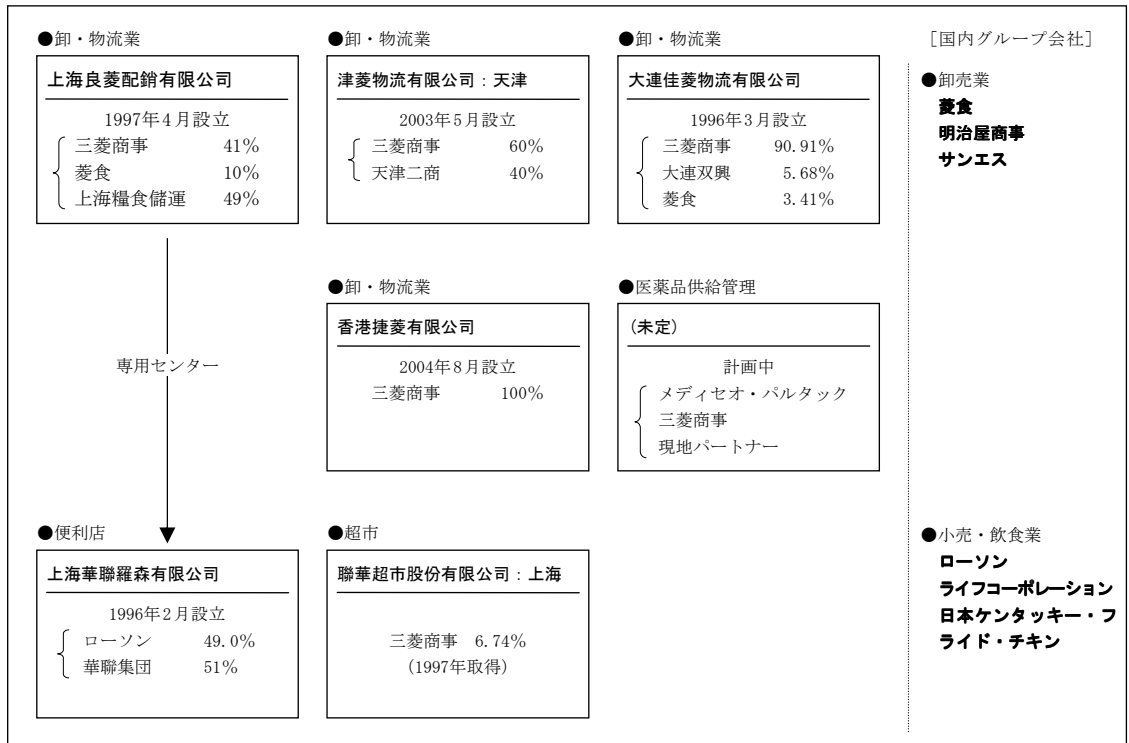 ●卸・物流業
上海良菱配銷有限公司
1997年4月設立
三菱商事 41%
菱食 10%
上海糧食儲運 49%
●卸・物流業
津菱物流有限公司：天津
2003年5月設立
三菱商事 60%
天津二商 40%
●卸・物流業
大連佳菱物流有限公司
1996年3月設立
三菱商事 90.91%
大連双興 5.68%
菱食 3.41%
［国内グループ会社］
●卸売業
菱食
明治屋商事
サンエス
専用センター
●卸・物流業
香港捷菱有限公司
2004年8月設立
三菱商事 100%
●医薬品供給管理
(未定)
計画中
メディセオ・パルタック
三菱商事
現地パートナー
●便利店
上海華聯羅森有限公司
1996年2月設立
ローソン 49.0%
華聯集団 51%
●超市
聯華超市股份有限公司：上海
三菱商事 6.74%
(1997年取得)
●小売・飲食業
ローソン
ライフコーポレーション
日本ケンタッキー・フ
ライド・チキン